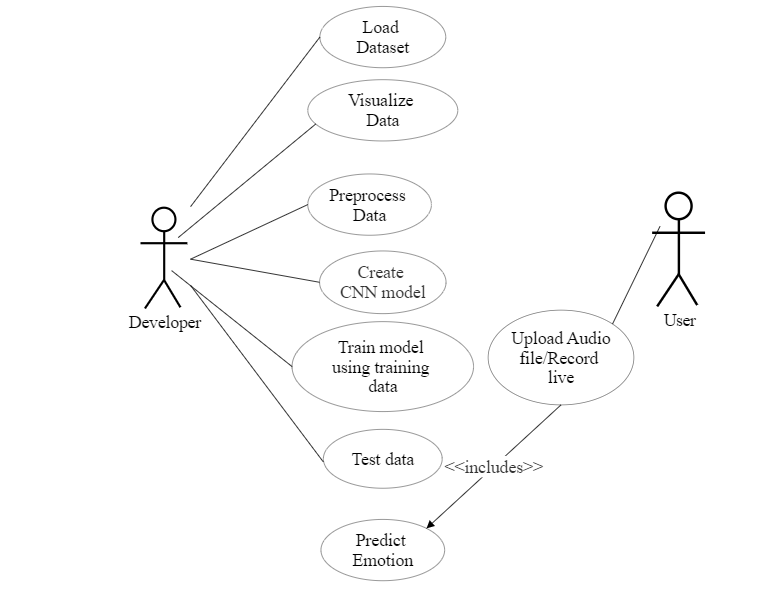 Load
Dataset
Visualize
Data
Preprocess
Data
Create
CNN model
Developer
User
Train model
using training
data
Upload Audio
file/Record
live
Test data
<<includes>>
Predict
Emotion